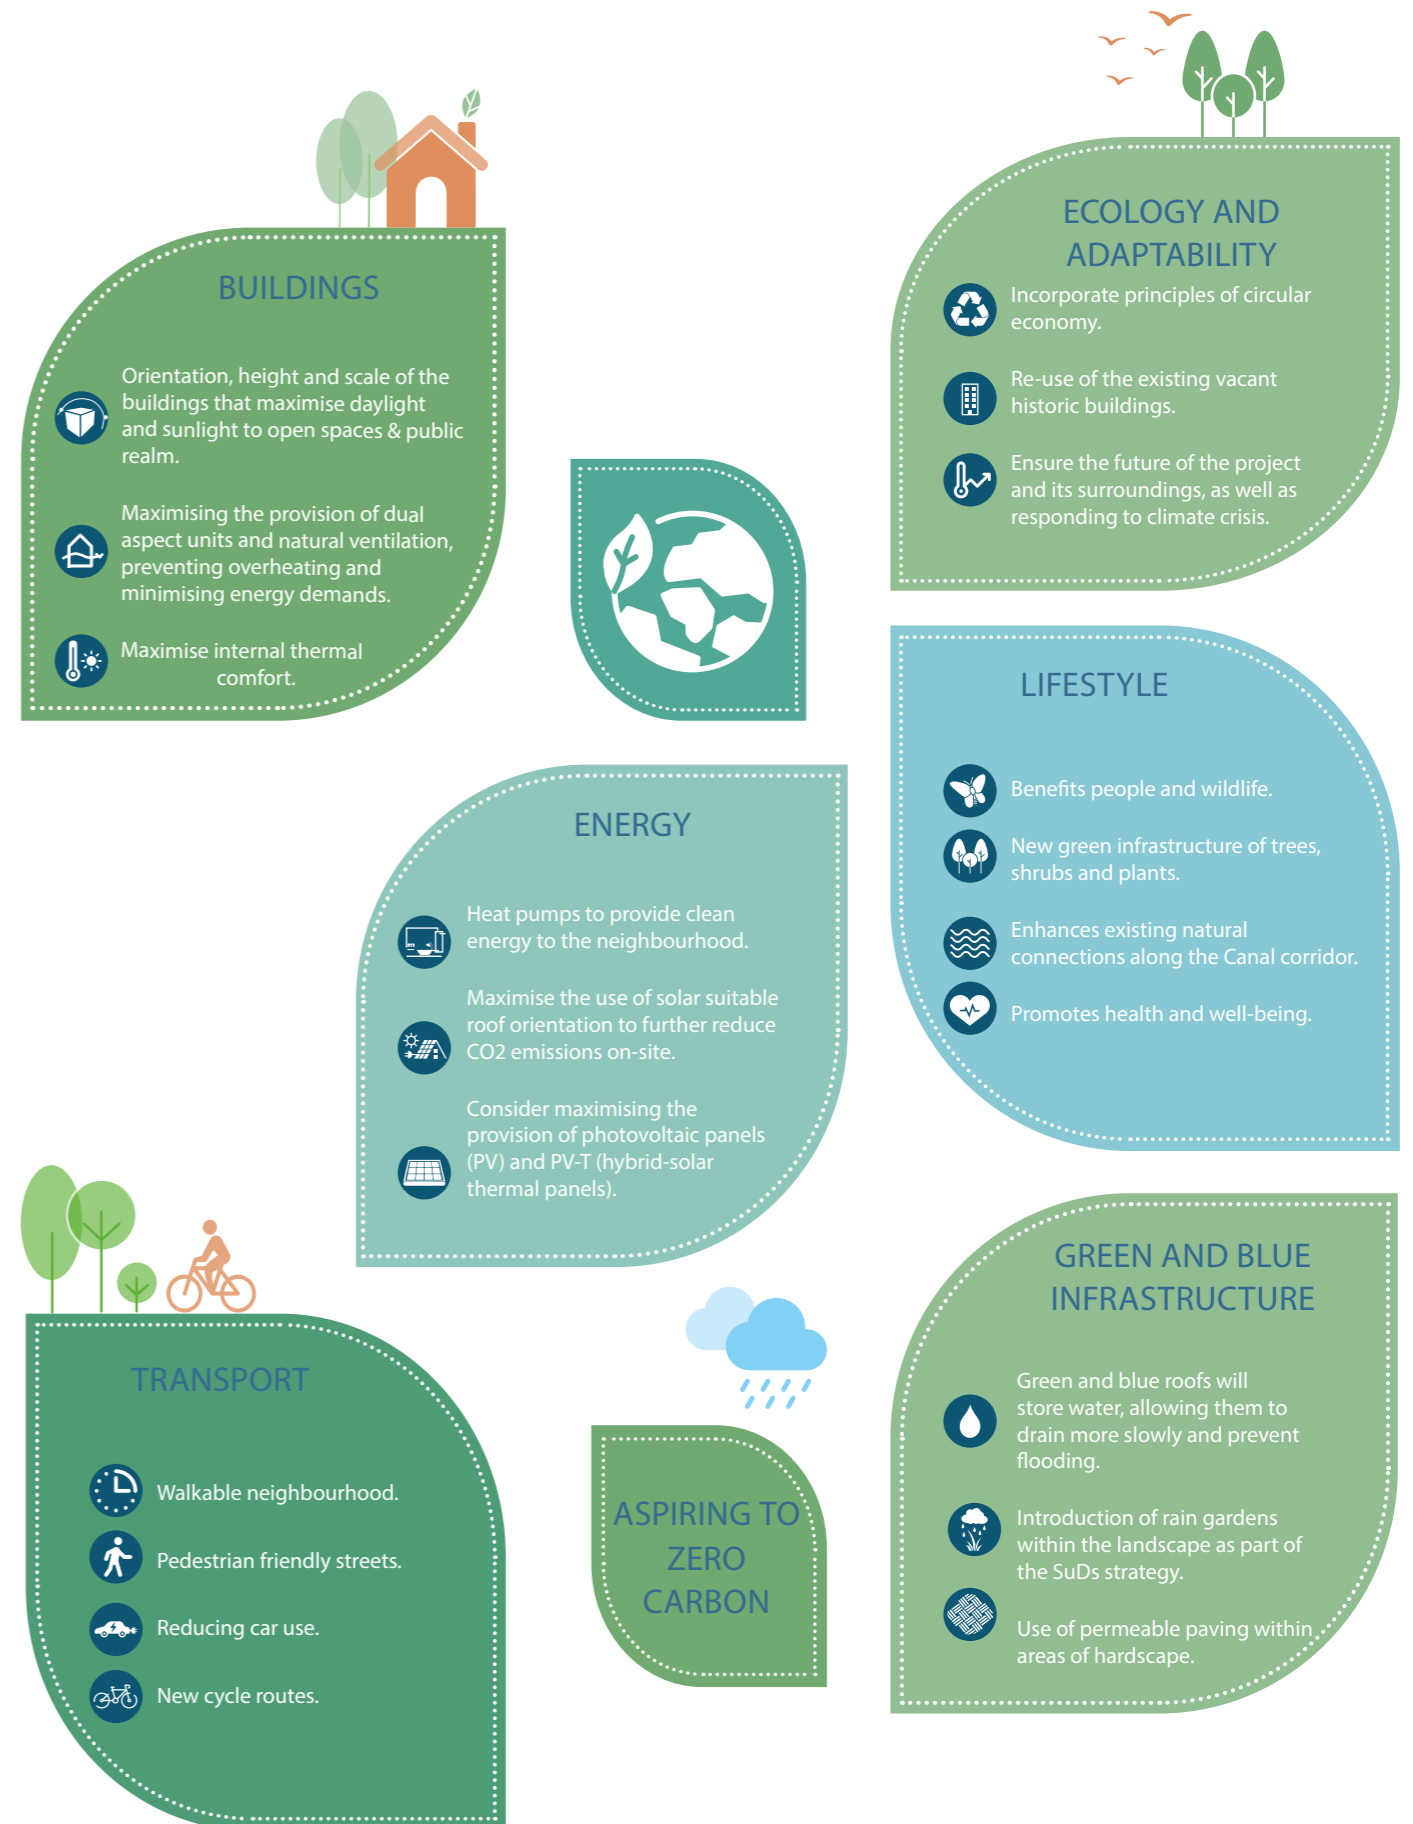 BUILDINGS
Orientation, height and scale of the
buildings that maximise daylight
and sunlight to open spaces & public
realm.
Maximising the provision of dual
aspect units and natural ventilation,
preventing overheating and
minimising energy demands.
Maximise internal thermal
comfort.
ECOLOGY AND
ADAPTABILITY
Incorporate principles of circular
economy.
Re-use of the existing vacant
historic buildings.
Ensure the future of the project
and its surroundings, as well as
responding to climate crisis.
LIFESTYLE
Benefits people and wildlife.
New green infrastructure of trees,
shrubs and plants.
Enhances existing natural
connections along the Canal corridor.
Promotes health and well-being.
ENERGY
Heat pumps to provide clean
energy to the neighbourhood.
Maximise the use of solar suitable
roof orientation to further reduce
CO2 emissions on-site.
Consider maximising the
provision of photovoltaic panels
(PV) and PV-T (hybrid-solar
thermal panels).
TRANSPORT
Walkable neighbourhood.
Pedestrian friendly streets.
Reducing car use.
New cycle routes.
ASPIRING TO
ZERO
CARBON
GREEN AND BLUE
INFRASTRUCTURE
Green and blue roofs will
store water, allowing them to
drain more slowly and prevent
flooding.
Introduction of rain gardens
within the landscape as part of
the SuDs strategy.
Use of permeable paving within
areas of hardscape.